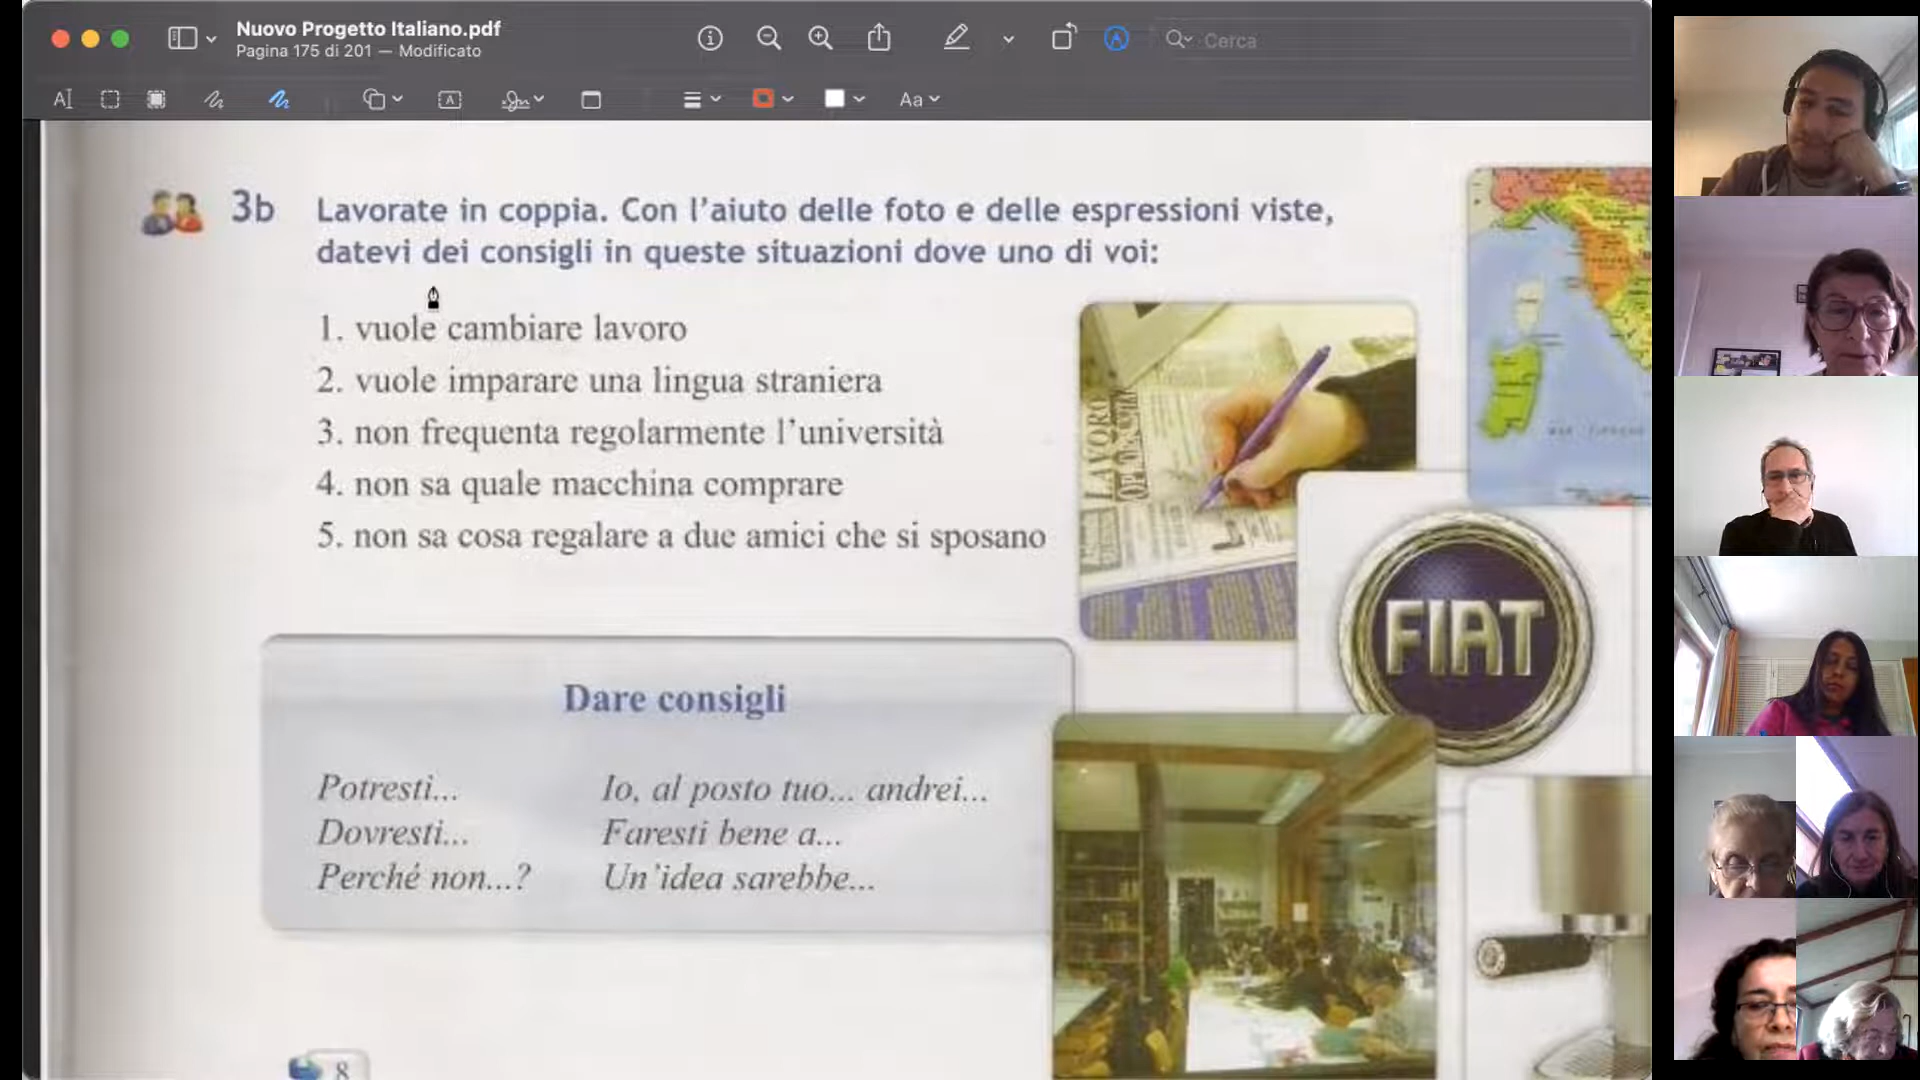 Nuovo Progetto Italiano.pdf
Pagina 175 di 201 — Modificato
Cerca
Aa
3b
Lavorate in coppia. Con l'aiuto delle foto e delle espressioni viste,
datevi dei consigli in queste situazioni dove uno di voi:
1. vuole cambiare lavoro
2. vuole imparare una lingua straniera
3. non frequenta regolarmente l'università
4. non sa quale macchina comprare
5. non sa cosa regalare a due amici che si sposano
LAVORO
FIAT
Dare consigli
Potresti...
Io, al posto tuo... andrei...
Dovresti...
Faresti bene a...
Perché non...?
Un'idea sarebbe...
8